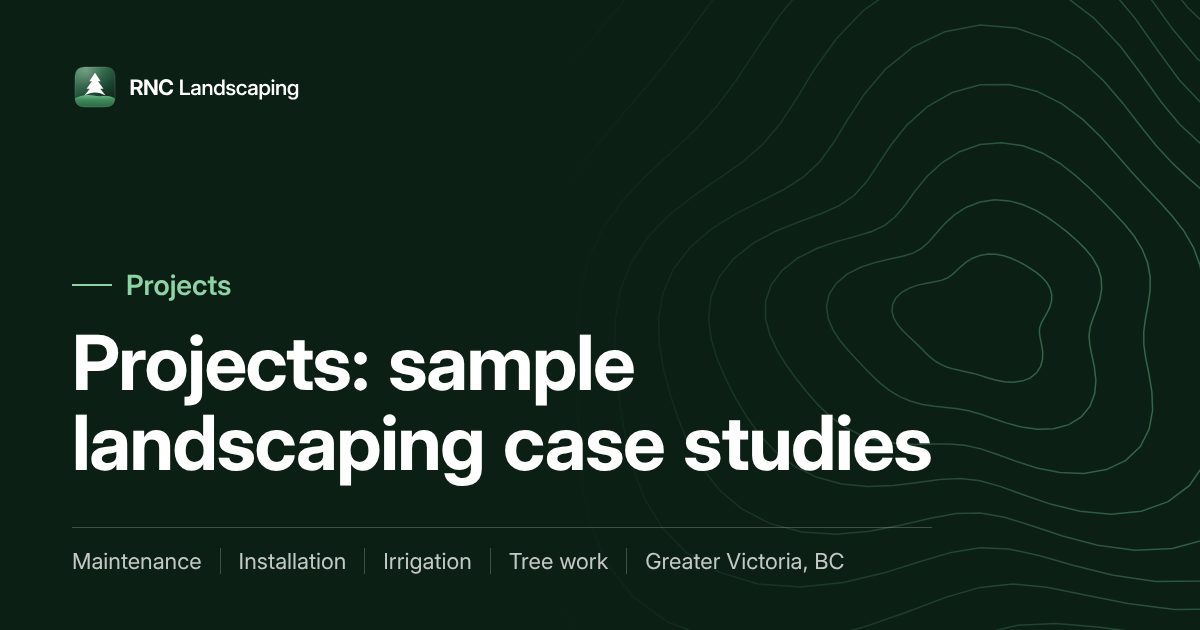 RNC Landscaping
Projects
Projects: sample
landscaping case studies
Maintenance Installation Irrigation Tree work Greater Victoria, BC